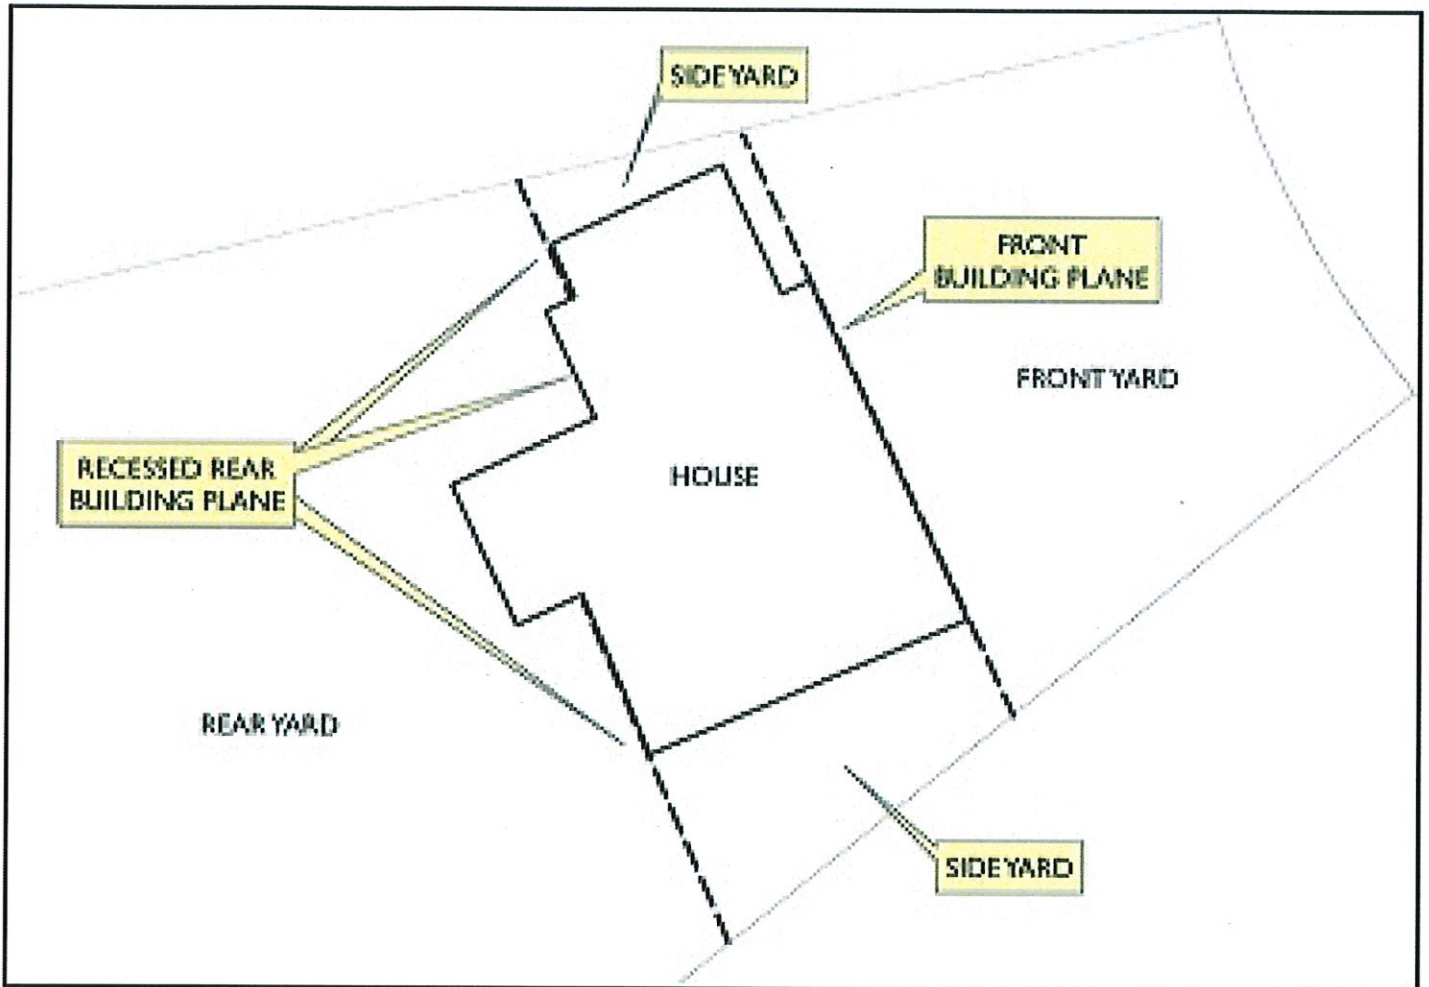 SIDE YARD
FRONT
BUILDING PLANE
FRONT YARD
RECESSED REAR
BUILDING PLANE
HOUSE
REAR YARD
SIDE YARD